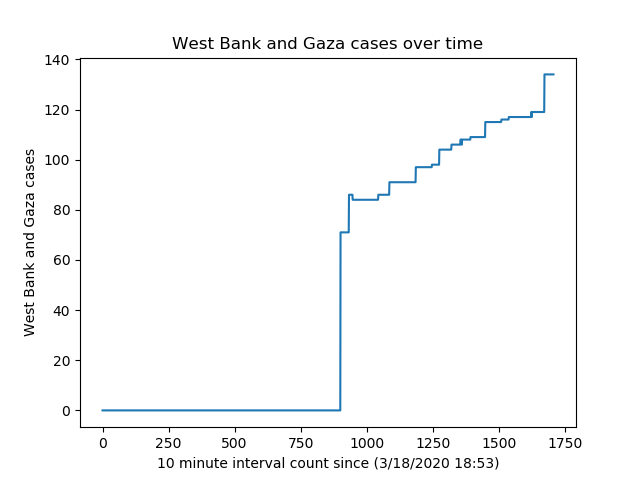 West Bank and Gaza cases over time
140
120
100
80
60
40
20
0
West Bank and Gaza cases
0 250 500 750 1000 1250 1500 1750
10 minute interval count since (3/18/2020 18:53)